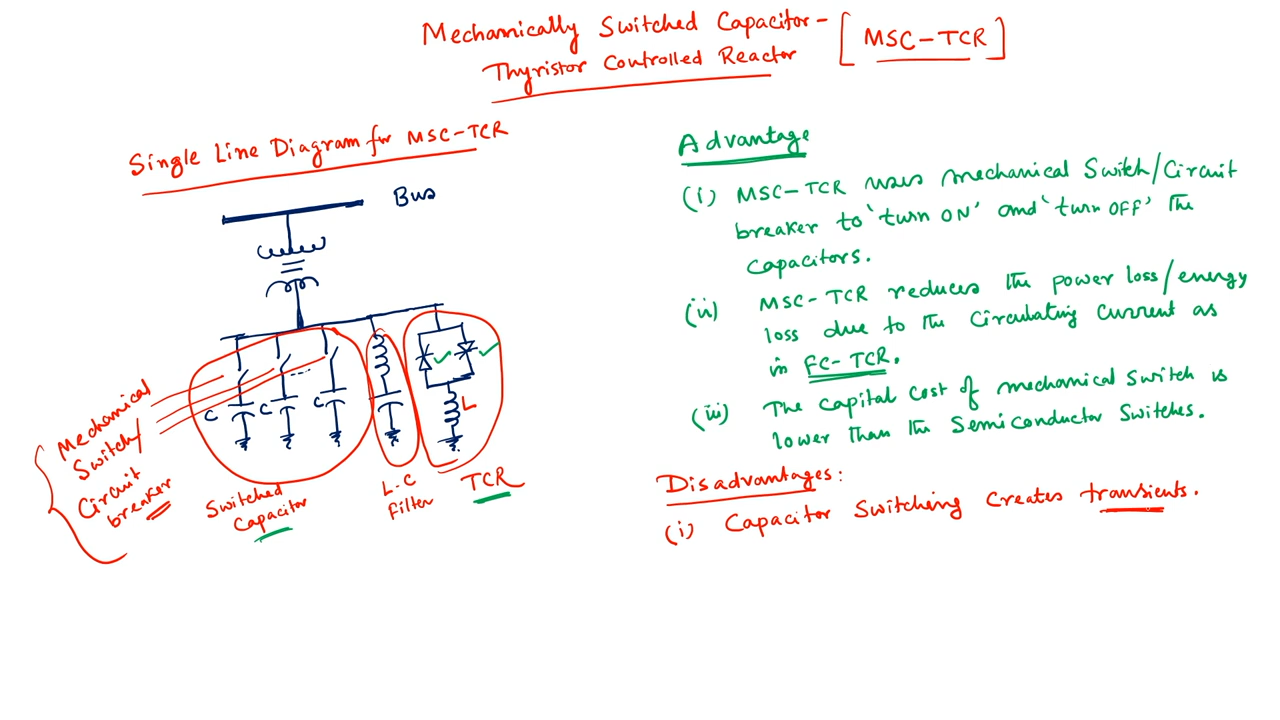 Mechanically Switched Capacitor -
Thyristor Controlled Reactor
[MSC-TCR]
Single Line Diagram for MSC-TCR
Bus
C
C
C
L
Mechanical
Switch/
Circuit
breaker
Switched
Capacitor
L-C
filter
TCR
Advantage
(i) MSC-TCR uses mechanical Switch/Circuit
breaker to 'turn ON' and 'turn OFF' the
capacitors.
(ii) MSC-TCR reduces the power loss/energy
loss due to the circulating current as
in FC-TCR.
(iii) The capital cost of mechanical switch is
lower than the Semiconductor Switches.
Disadvantages:
(i) Capacitor Switching creates transients.